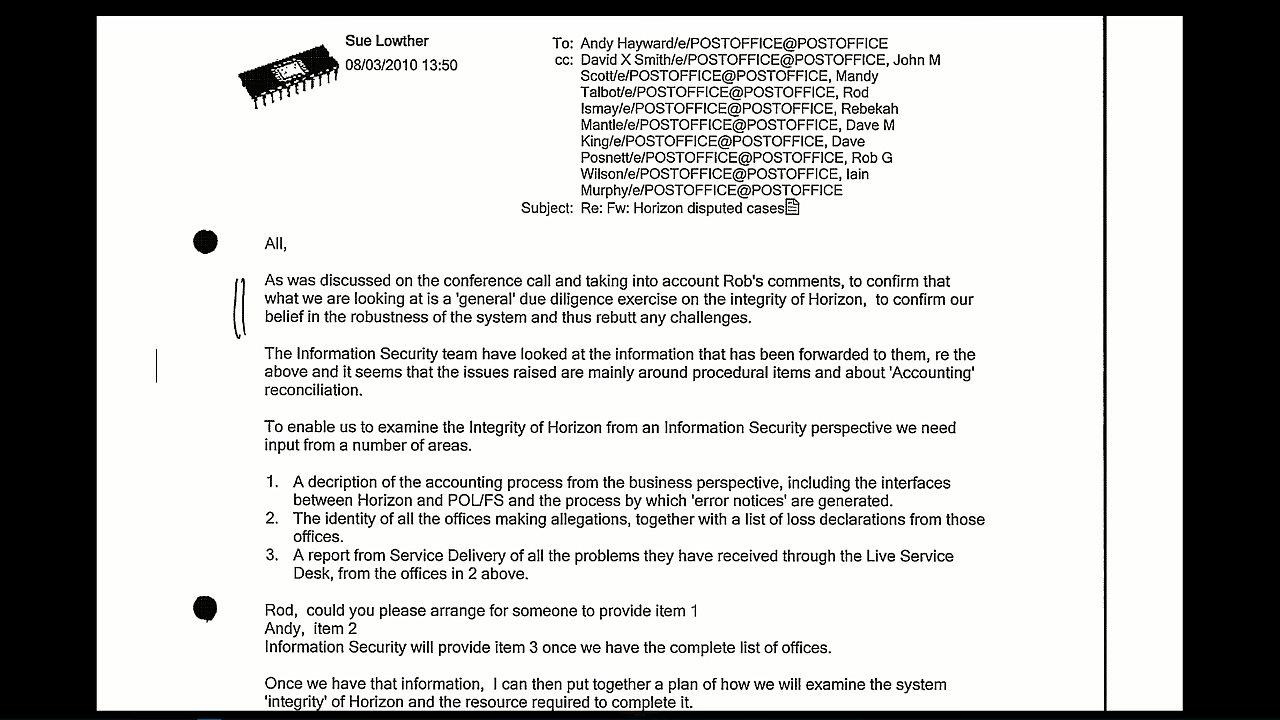 Sue Lowther
08/03/2010 13:50
To: Andy Hayward/e/POSTOFFICE@POSTOFFICE
cc: David X Smith/e/POSTOFFICE@POSTOFFICE, John M
Scott/e/POSTOFFICE@POSTOFFICE, Mandy
Talbot/e/POSTOFFICE@POSTOFFICE, Rod
Ismay/e/POSTOFFICE@POSTOFFICE, Rebekah
Mantle/e/POSTOFFICE@POSTOFFICE, Dave M
King/e/POSTOFFICE@POSTOFFICE, Dave
Posnett/e/POSTOFFICE@POSTOFFICE, Rob G
Wilson/e/POSTOFFICE@POSTOFFICE, Iain
Murphy/e/POSTOFFICE@POSTOFFICE
Subject: Re: Fw: Horizon disputed cases
All,
As was discussed on the conference call and taking into account Rob's comments, to confirm that
what we are looking at is a 'general' due diligence exercise on the integrity of Horizon, to confirm our
belief in the robustness of the system and thus rebutt any challenges.
The Information Security team have looked at the information that has been forwarded to them, re the
above and it seems that the issues raised are mainly around procedural items and about 'Accounting'
reconciliation.
To enable us to examine the Integrity of Horizon from an Information Security perspective we need
input from a number of areas.
1. A decription of the accounting process from the business perspective, including the interfaces
between Horizon and POL/FS and the process by which 'error notices' are generated.
2. The identity of all the offices making allegations, together with a list of loss declarations from those
offices.
3. A report from Service Delivery of all the problems they have received through the Live Service
Desk, from the offices in 2 above.
Rod, could you please arrange for someone to provide item 1
Andy, item 2
Information Security will provide item 3 once we have the complete list of offices.
Once we have that information, I can then put together a plan of how we will examine the system
'integrity' of Horizon and the resource required to complete it.